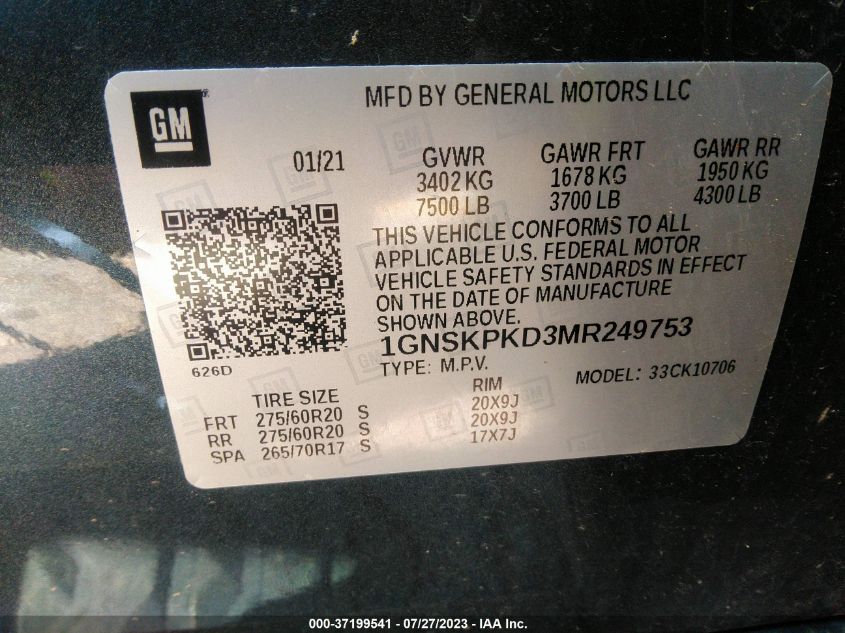 GM
MFD BY GENERAL MOTORS LLC
01/21
GVWR GAWR FRT GAWR RR
3402 KG 1678 KG 1950 KG
7500 LB 3700 LB 4300 LB
THIS VEHICLE CONFORMS TO ALL
APPLICABLE U.S. FEDERAL MOTOR
VEHICLE SAFETY STANDARDS IN EFFECT
ON THE DATE OF MANUFACTURE
SHOWN ABOVE.
1GNSKPKD3MR249753
626D
TYPE: M.P.V. MODEL: 33CK10706
TIRE SIZE RIM
FRT 275/60R20 S 20X9J
RR 275/60R20 S 20X9J
SPA 265/70R17 S 17X7J
000-37199541 - 07/27/2023 - IAA Inc.